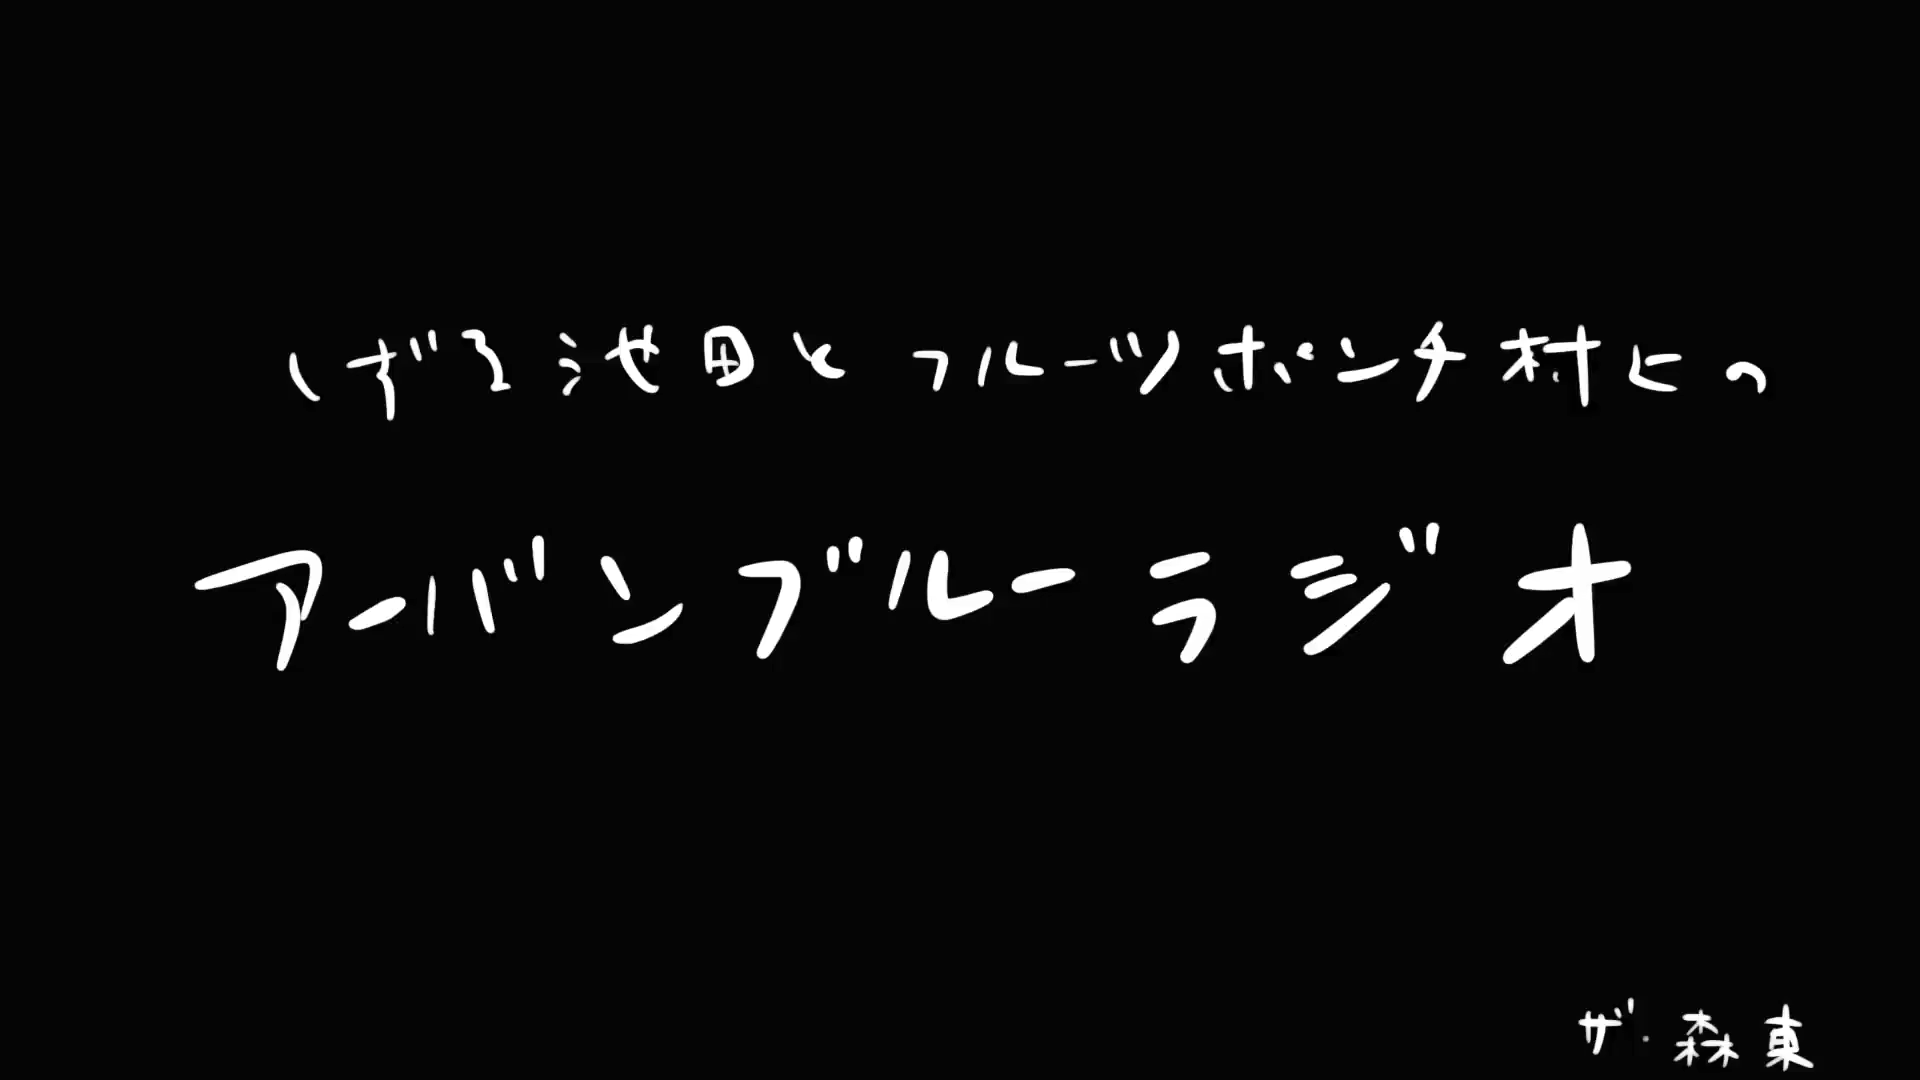 しずる池田とフルーツポンチ村上の
アーバンブルーラジオ
ザ・森東